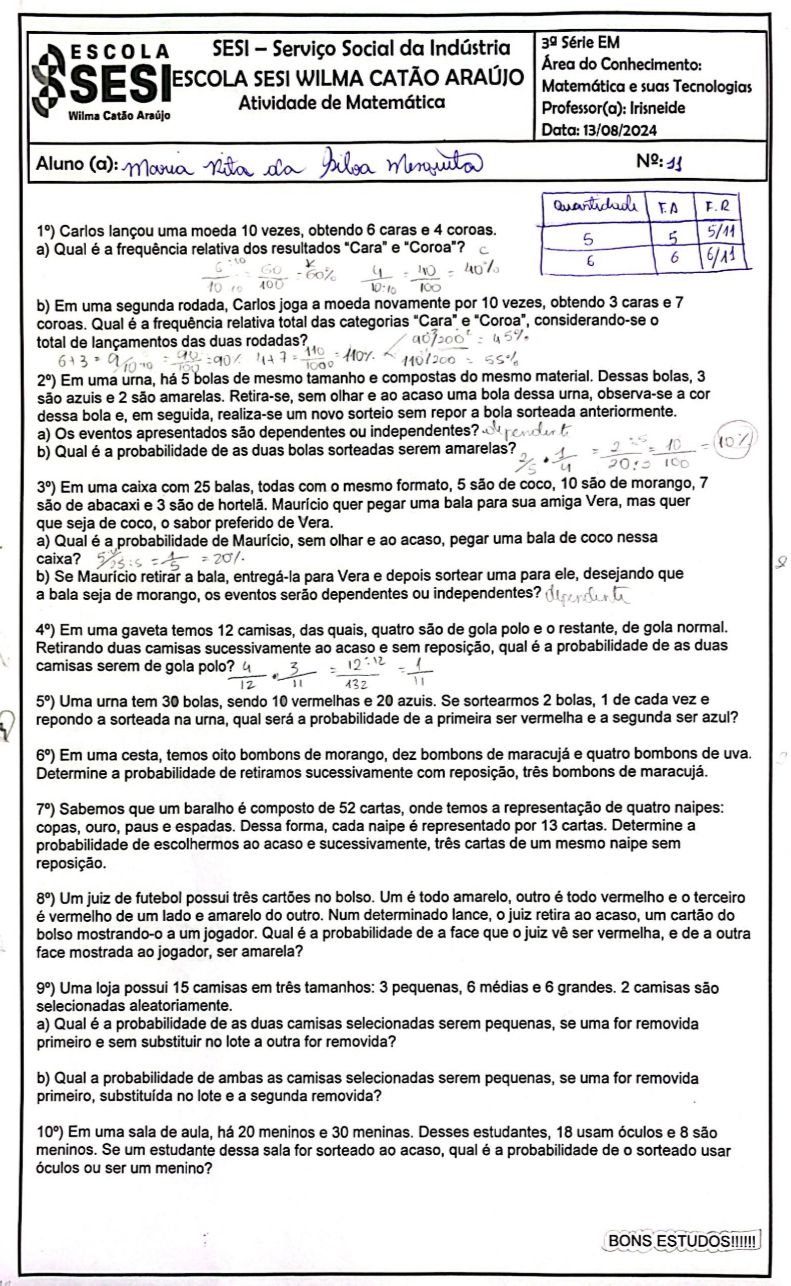 ESCOLA
SESI
Wilma Catão Araújo
SESI – Serviço Social da Indústria
ESCOLA SESI WILMA CATÃO ARAÚJO
Atividade de Matemática
3ª Série EM
Área do Conhecimento:
Matemática e suas Tecnologias
Professor(a): Irisneide
Data: 13/08/2024
Aluno (a): Maria Rita da Silva Mesquita Nº: 11
Quantidade F.A F.R
5 5 5/11
6 6 6/11
1º) Carlos lançou uma moeda 10 vezes, obtendo 6 caras e 4 coroas.
a) Qual é a frequência relativa dos resultados "Cara" e "Coroa"? C
6/10 :10/10 = 60/100 = 60% 4/10:10 = 40/100 = 40%
b) Em uma segunda rodada, Carlos joga a moeda novamente por 10 vezes, obtendo 3 caras e 7
coroas. Qual é a frequência relativa total das categorias "Cara" e "Coroa", considerando-se o
total de lançamentos das duas rodadas? 90/200 = 45%
6+3 = 9/10 = 90/100 = 90% 4+7 = 110/1000 = 110% 110/200 = 55%
2º) Em uma urna, há 5 bolas de mesmo tamanho e compostas do mesmo material. Dessas bolas, 3
são azuis e 2 são amarelas. Retira-se, sem olhar e ao acaso uma bola dessa urna, observa-se a cor
dessa bola e, em seguida, realiza-se um novo sorteio sem repor a bola sorteada anteriormente.
a) Os eventos apresentados são dependentes ou independentes? dependent
b) Qual é a probabilidade de as duas bolas sorteadas serem amarelas? 2/5 • 1/4 = 2:5/20:5 = 10/100 = 10%
3º) Em uma caixa com 25 balas, todas com o mesmo formato, 5 são de coco, 10 são de morango, 7
são de abacaxi e 3 são de hortelã. Maurício quer pegar uma bala para sua amiga Vera, mas quer
que seja de coco, o sabor preferido de Vera.
a) Qual é a probabilidade de Maurício, sem olhar e ao acaso, pegar uma bala de coco nessa
caixa? 5/25:5 = 1/5 = 20%
b) Se Maurício retirar a bala, entregá-la para Vera e depois sortear uma para ele, desejando que
a bala seja de morango, os eventos serão dependentes ou independentes? dependente
4º) Em uma gaveta temos 12 camisas, das quais, quatro são de gola polo e o restante, de gola normal.
Retirando duas camisas sucessivamente ao acaso e sem reposição, qual é a probabilidade de as duas
camisas serem de gola polo? 4/12 • 3/11 = 12:12/132 = 1/11
5º) Uma urna tem 30 bolas, sendo 10 vermelhas e 20 azuis. Se sortearmos 2 bolas, 1 de cada vez e
repondo a sorteada na urna, qual será a probabilidade de a primeira ser vermelha e a segunda ser azul?
6º) Em uma cesta, temos oito bombons de morango, dez bombons de maracujá e quatro bombons de uva.
Determine a probabilidade de retiramos sucessivamente com reposição, três bombons de maracujá.
7º) Sabemos que um baralho é composto de 52 cartas, onde temos a representação de quatro naipes:
copas, ouro, paus e espadas. Dessa forma, cada naipe é representado por 13 cartas. Determine a
probabilidade de escolhermos ao acaso e sucessivamente, três cartas de um mesmo naipe sem
reposição.
8º) Um juiz de futebol possui três cartões no bolso. Um é todo amarelo, outro é todo vermelho e o terceiro
é vermelho de um lado e amarelo do outro. Num determinado lance, o juiz retira ao acaso, um cartão do
bolso mostrando-o a um jogador. Qual é a probabilidade de a face que o juiz vê ser vermelha, e de a outra
face mostrada ao jogador, ser amarela?
9º) Uma loja possui 15 camisas em três tamanhos: 3 pequenas, 6 médias e 6 grandes. 2 camisas são
selecionadas aleatoriamente.
a) Qual é a probabilidade de as duas camisas selecionadas serem pequenas, se uma for removida
primeiro e sem substituir no lote a outra for removida?
b) Qual a probabilidade de ambas as camisas selecionadas serem pequenas, se uma for removida
primeiro, substituída no lote e a segunda removida?
10º) Em uma sala de aula, há 20 meninos e 30 meninas. Desses estudantes, 18 usam óculos e 8 são
meninos. Se um estudante dessa sala for sorteado ao acaso, qual é a probabilidade de o sorteado usar
óculos ou ser um menino?
BONS ESTUDOS!!!!!!